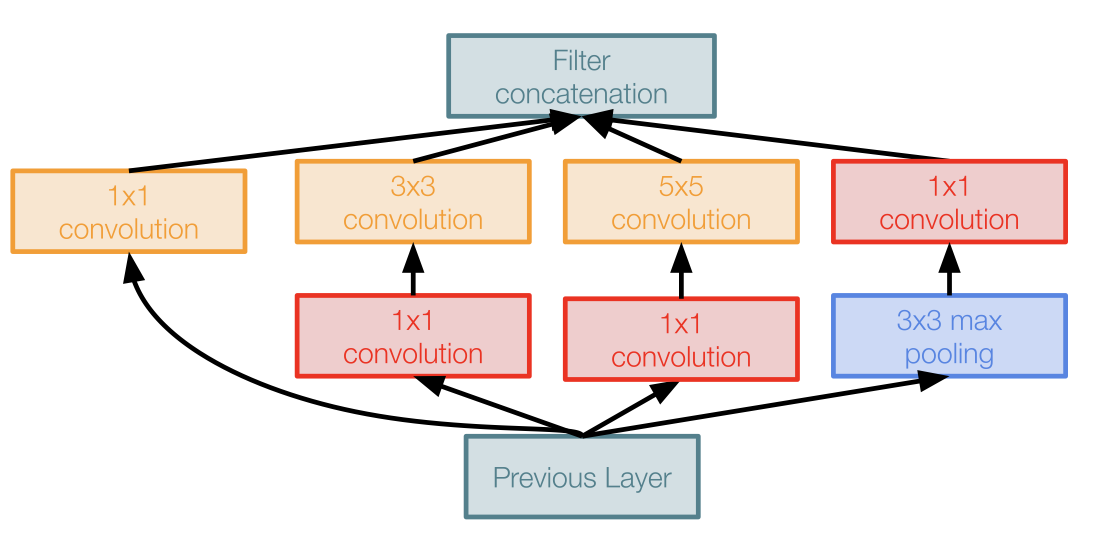 Filter
concatenation
1x1
convolution
3x3
convolution
5x5
convolution
1x1
convolution
1x1
convolution
1x1
convolution
3x3 max
pooling
Previous Layer